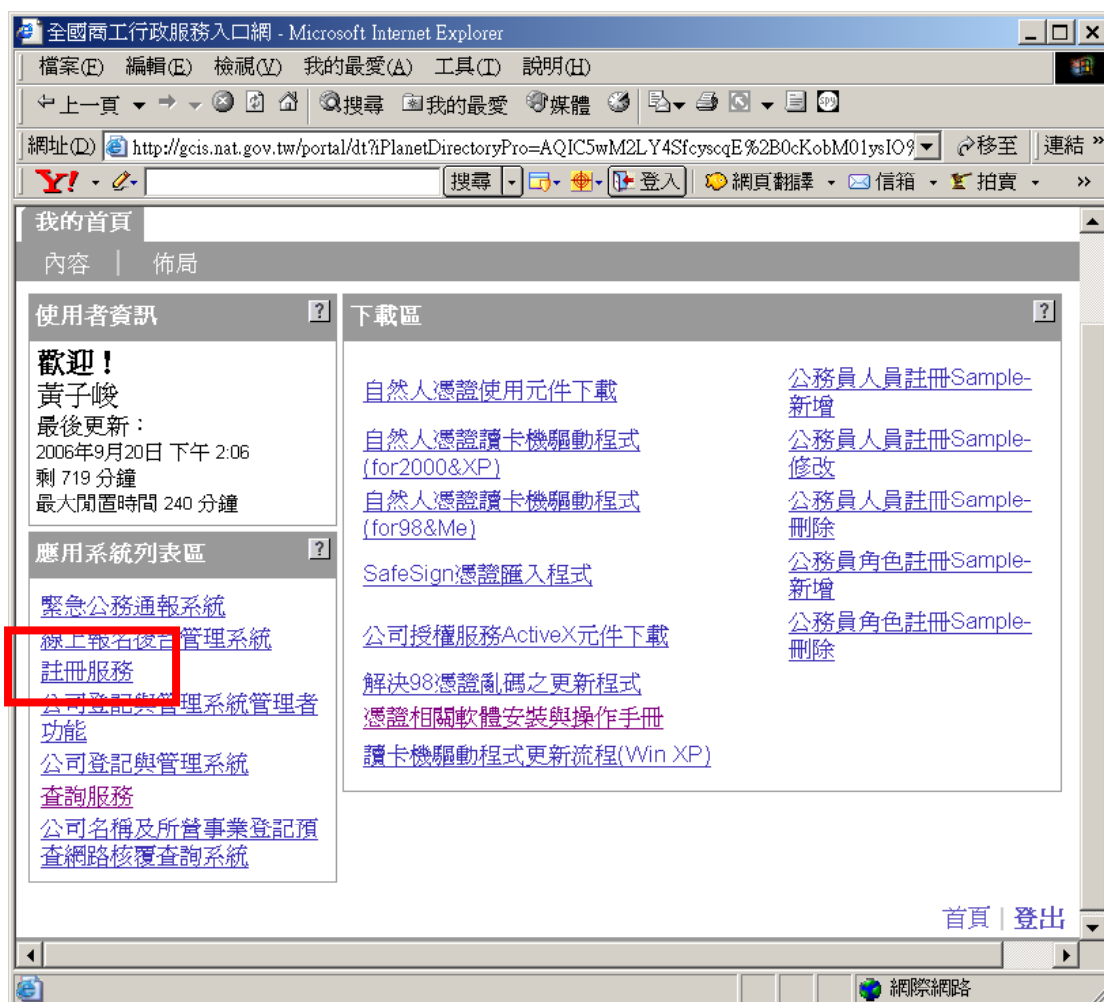 全國商工行政服務入口網 - Microsoft Internet Explorer
檔案(F) 編輯(E) 檢視(V) 我的最愛(A) 工具(T) 說明(H)
上一頁 搜尋 我的最愛 媒體
網址(D) http://gcis.nat.gov.tw/portal/dt?iPlanetDirectoryPro=AQIC5wM2LY4SfcyscqE%2B0cKobM01ysIO9 移至 連結 »
Y! 搜尋 登入 網頁翻譯 信箱 拍賣 »
我的首頁
內容 | 佈局
使用者資訊 ?
歡迎！
黃子峻
最後更新：
2006年9月20日 下午 2:06
剩 719 分鐘
最大閒置時間 240 分鐘
應用系統列表區 ?
緊急公務通報系統
線上報名後台管理系統
註冊服務
公司登記與管理系統管理者
功能
公司登記與管理系統
查詢服務
公司名稱及所營事業登記預
查網路核覆查詢系統
下載區 ?
自然人憑證使用元件下載
自然人憑證讀卡機驅動程式
(for2000&XP)
自然人憑證讀卡機驅動程式
(for98&Me)
SafeSign憑證匯入程式
公司授權服務ActiveX元件下載
解決98憑證亂碼之更新程式
憑證相關軟體安裝與操作手冊
讀卡機驅動程式更新流程(Win XP)
公務員人員註冊Sample-
新增
公務員人員註冊Sample-
修改
公務員人員註冊Sample-
刪除
公務員角色註冊Sample-
新增
公務員角色註冊Sample-
刪除
首頁 | 登出
網際網路